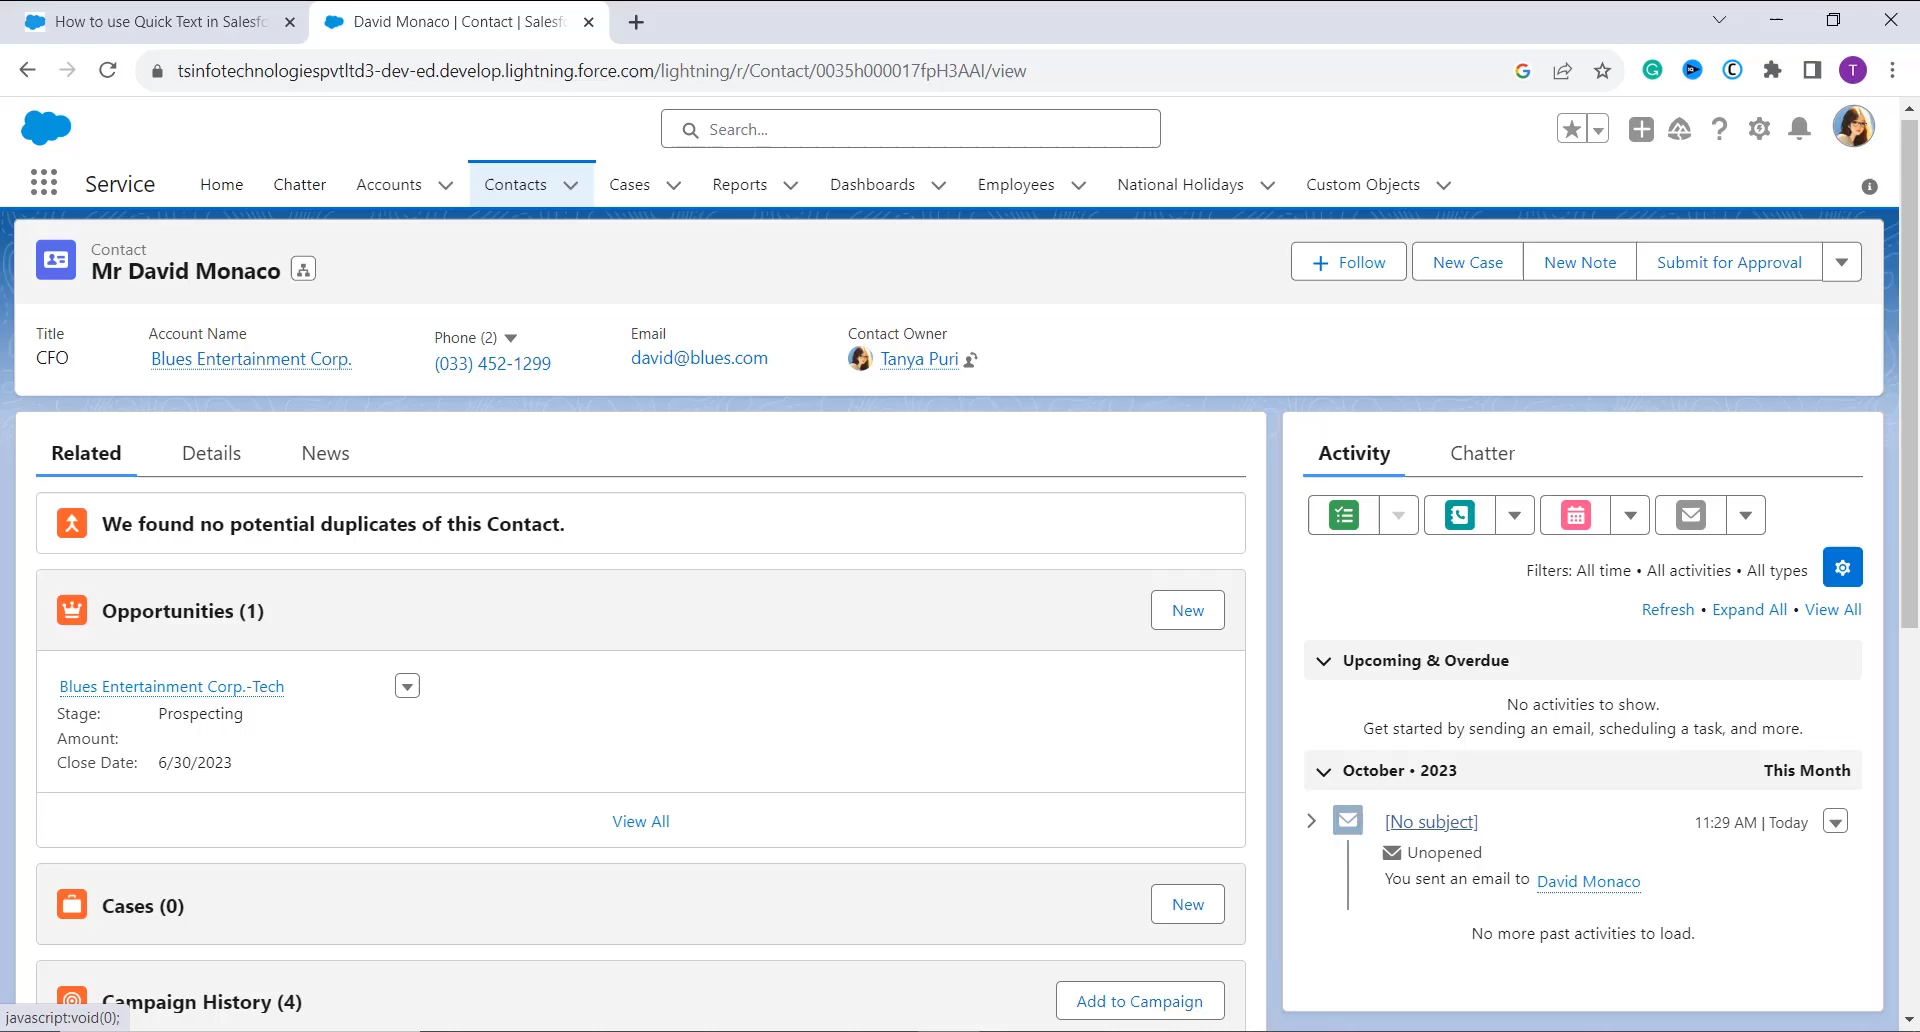 How to use Quick Text in Salesfo
David Monaco | Contact | Salesfo
tsinfotechnologiespvtltd3-dev-ed.develop.lightning.force.com/lightning/r/Contact/0035h000017fpH3AAI/view
T
Search...
Service
Home
Chatter
Accounts
Contacts
Cases
Reports
Dashboards
Employees
National Holidays
Custom Objects
Contact
Mr David Monaco
Follow
New Case
New Note
Submit for Approval
Title
CFO
Account Name
Blues Entertainment Corp.
Phone (2)
(033) 452-1299
Email
david@blues.com
Contact Owner
Tanya Puri
Related
Details
News
We found no potential duplicates of this Contact.
Opportunities (1)
New
Blues Entertainment Corp.-Tech
Stage: Prospecting
Amount:
Close Date: 6/30/2023
View All
Cases (0)
New
Campaign History (4)
Add to Campaign
javascript:void(0);
Activity
Chatter
Filters: All time • All activities • All types
Refresh • Expand All • View All
Upcoming & Overdue
No activities to show.
Get started by sending an email, scheduling a task, and more.
October • 2023
This Month
[No subject]
11:29 AM | Today
Unopened
You sent an email to David Monaco
No more past activities to load.